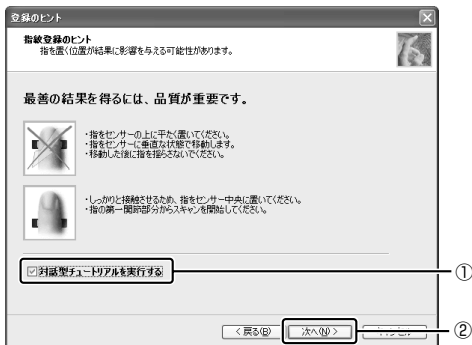 登録のヒント
指紋登録のヒント
指を置く位置が結果に影響を与える可能性があります。
最善の結果を得るには、品質が重要です。
・指をセンサーの上に平たく置いてください。
・指をセンサーに垂直な状態で移動します。
・移動した後に指を揺らさないでください。
・しっかりと接触させるため、指をセンサー中央に置いてください。
・指の第一関節部分からスキャンを開始してください。
対話型チュートリアルを実行する
①
< 戻る(B) 次へ(N) >
②